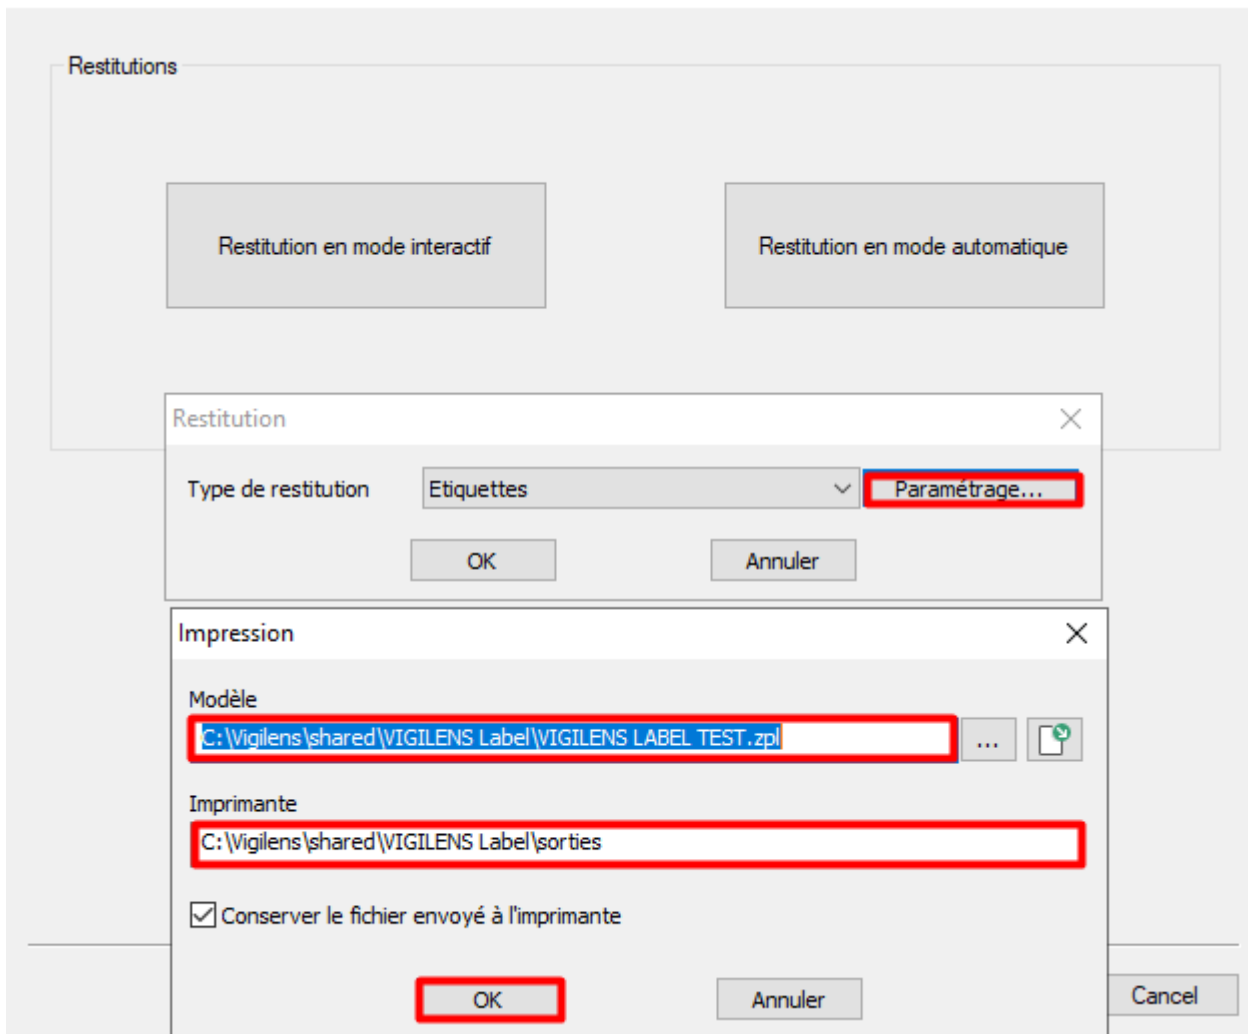 Restitutions
Restitution en mode interactif
Restitution en mode automatique
Restitution
Type de restitution
Etiquettes
Paramétrage...
OK
Annuler
Impression
Modèle
C:\Vigilens\shared\VIGILENS Label\VIGILENS LABEL TEST.zpl
...
Imprimante
C:\Vigilens\shared\VIGILENS Label\sorties
Conserver le fichier envoyé à l'imprimante
OK
Annuler
Cancel